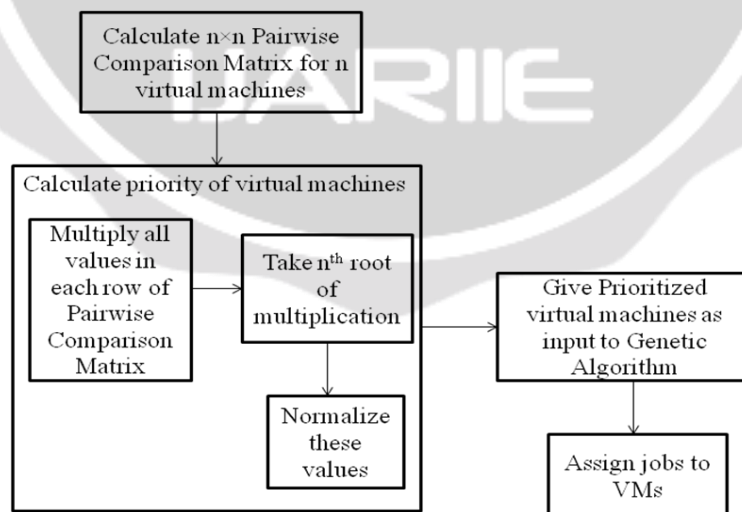 Calculate n×n Pairwise
Comparison Matrix for n
virtual machines
IJARIIE
Calculate priority of virtual machines
Multiply all
values in
each row of
Pairwise
Comparison
Matrix
Take nth root
of
multiplication
Normalize
these
values
Give Prioritized
virtual machines as
input to Genetic
Algorithm
Assign jobs to
VMs